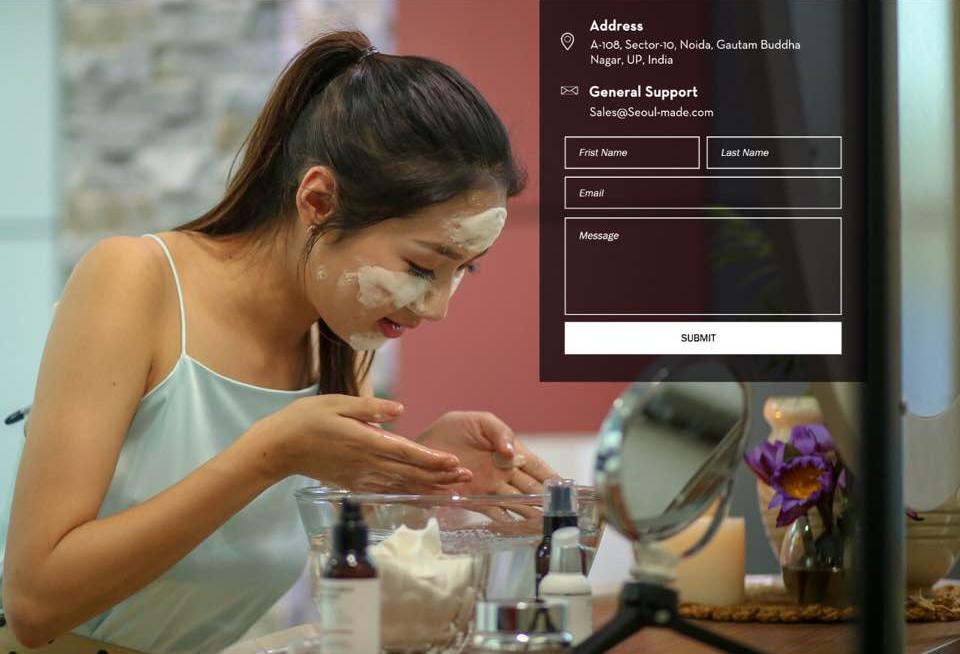 Address
A-108, Sector-10, Noida, Gautam Buddha
Nagar, UP, India
General Support
Sales@Seoul-made.com
Frist Name
Last Name
Email
Message
SUBMIT